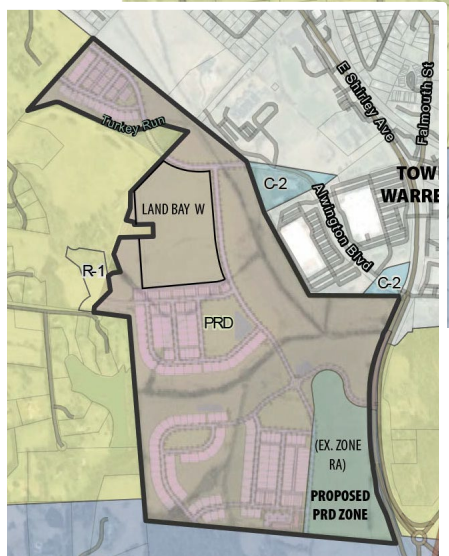 E Shirley Ave
Falmouth St
Turkey Run
C-2
TOW
WARRE
LAND BAY W
Alwington Blvd
R-1
C-2
PRD
(EX. ZONE
RA)
PROPOSED
PRD ZONE